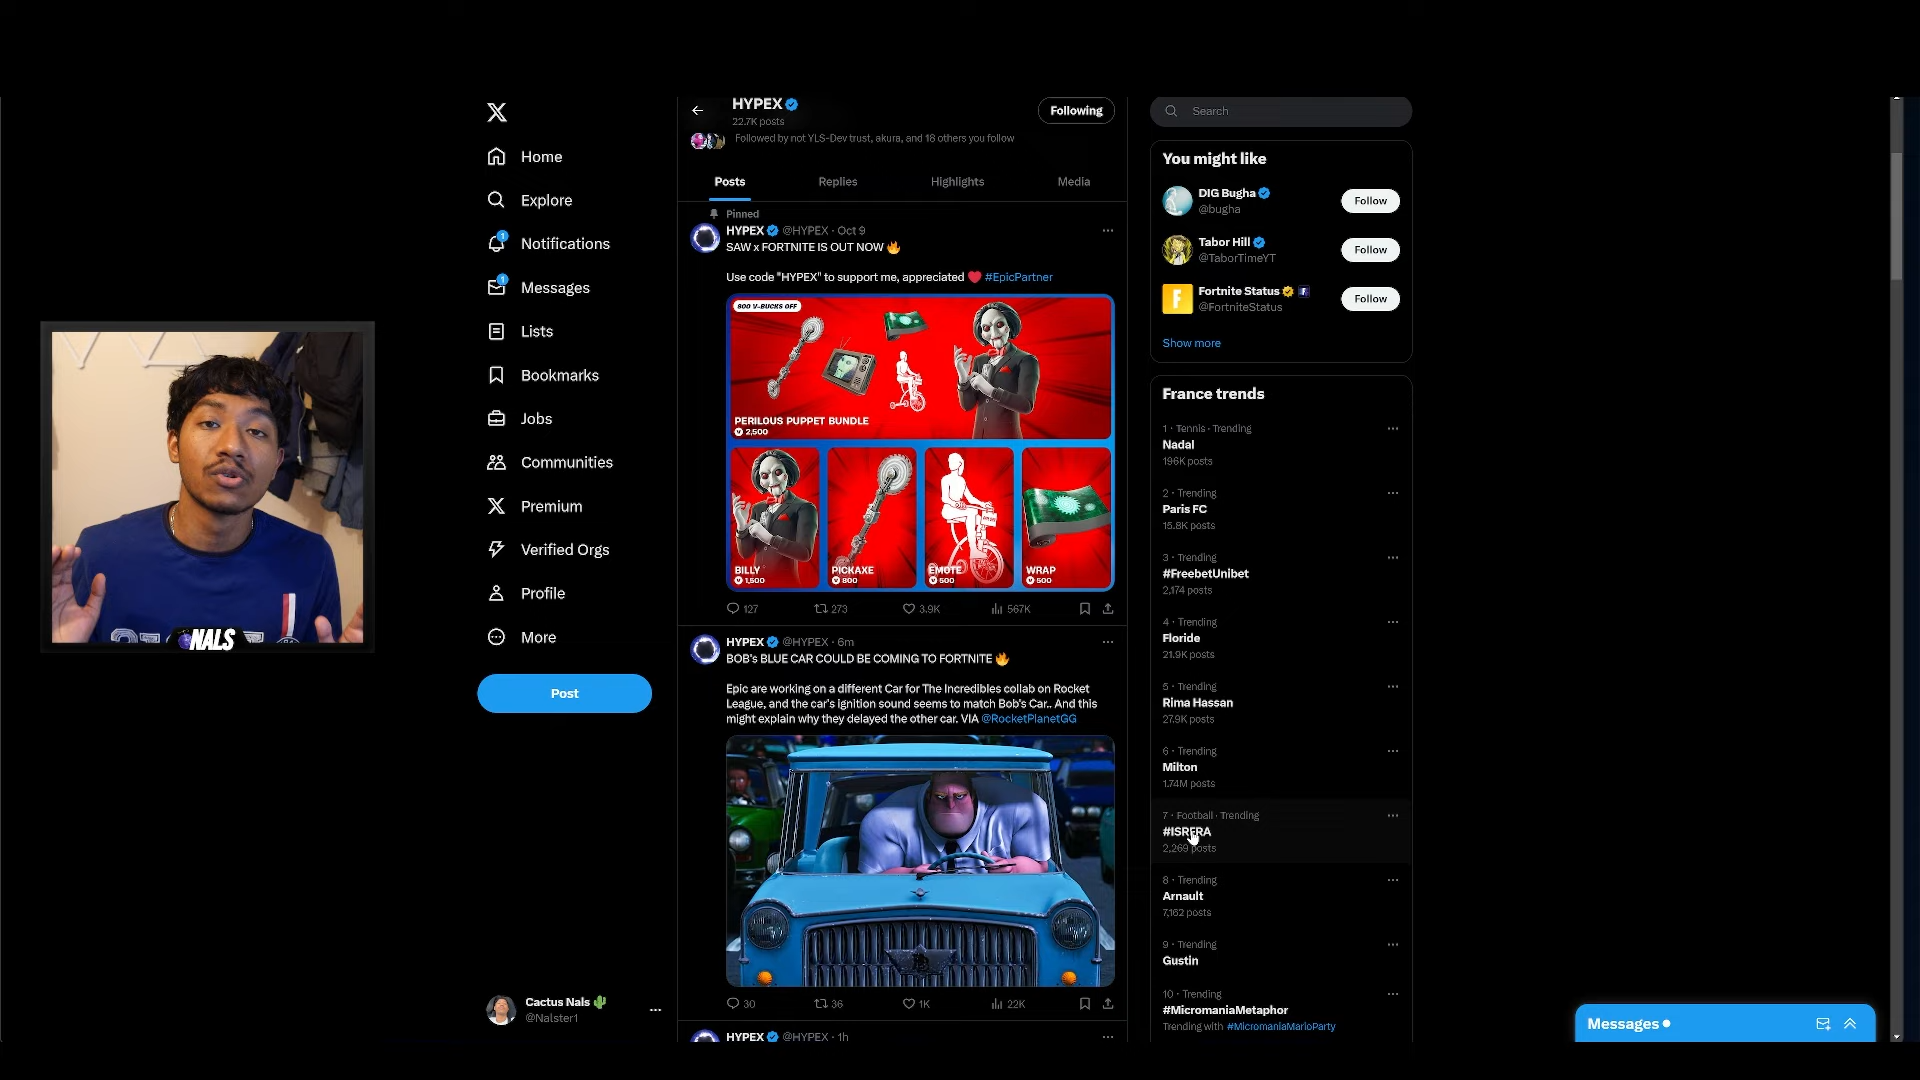 NALS
X
Home
Explore
1
Notifications
1
Messages
Lists
Bookmarks
Jobs
Communities
Premium
Verified Orgs
Profile
More
Post
Cactus Nals
@Nalster1
HYPEX
22.7K posts
Following
Followed by not YLS-Dev trust, akura, and 18 others you follow
Posts Replies Highlights Media
Pinned
HYPEX @HYPEX · Oct 9
SAW x FORTNITE IS OUT NOW 🔥
Use code "HYPEX" to support me, appreciated ❤️ #EpicPartner
800 V-BUCKS OFF
PERILOUS PUPPET BUNDLE
2,500
BILLY
1,500
PICKAXE
800
EMOTE
500
WRAP
500
127 273 3.9K 567K
HYPEX @HYPEX · 6m
BOB's BLUE CAR COULD BE COMING TO FORTNITE 🔥
Epic are working on a different Car for The Incredibles collab on Rocket
League, and the car's ignition sound seems to match Bob's Car.. And this
might explain why they delayed the other car. VIA @RocketPlanetGG
30 36 1K 22K
HYPEX @HYPEX · 1h
Search
You might like
DIG Bugha
@bugha
Follow
Tabor Hill
@TaborTimeYT
Follow
Fortnite Status
@FortniteStatus
Follow
Show more
France trends
1 · Tennis · Trending
Nadal
196K posts
2 · Trending
Paris FC
15.8K posts
3 · Trending
#FreebetUnibet
2,174 posts
4 · Trending
Floride
21.9K posts
5 · Trending
Rima Hassan
27.9K posts
6 · Trending
Milton
1.74M posts
7 · Football · Trending
#ISRFRA
2,269 posts
8 · Trending
Arnault
7,162 posts
9 · Trending
Gustin
10 · Trending
#MicromaniaMetaphor
Trending with #MicromaniaMarioParty
Messages